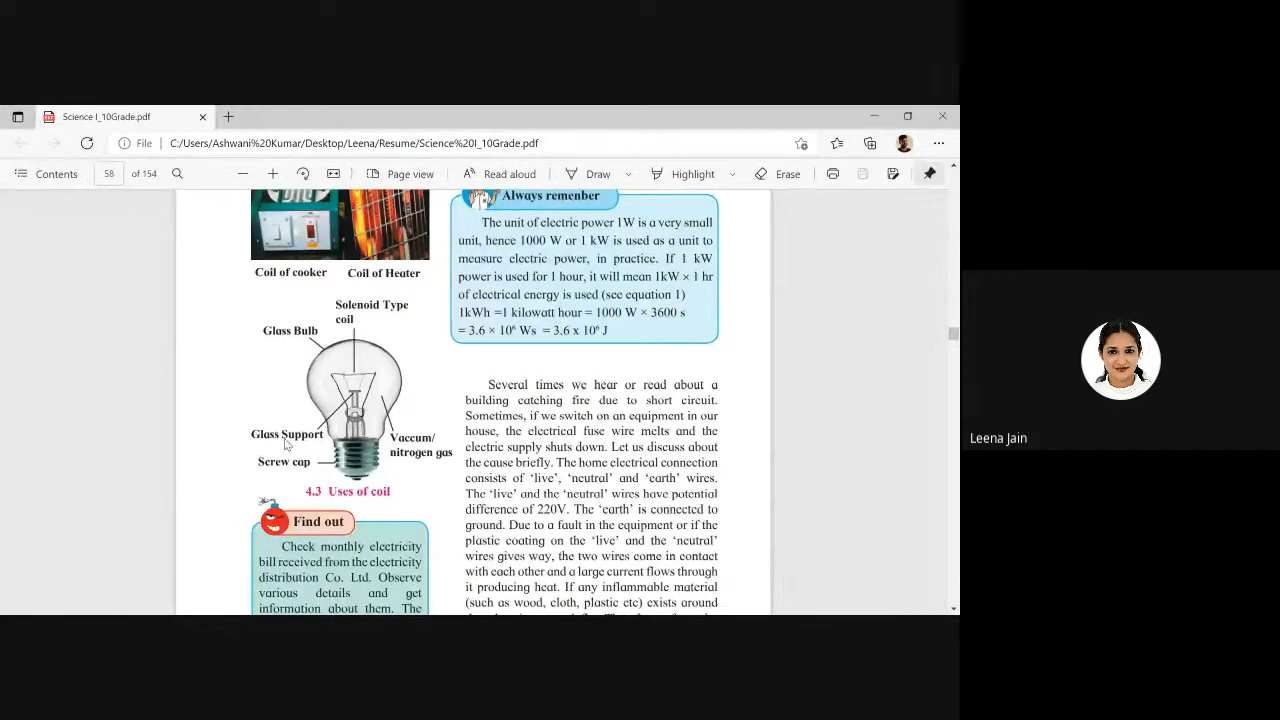 Science I_10Grade.pdf
File
C:/Users/Ashwani%20Kumar/Desktop/Leena/Resume/Science%20I_10Grade.pdf
Contents
58
of 154
Page view
Read aloud
Draw
Highlight
Erase
Coil of cooker
Coil of Heater
Solenoid Type
coil
Glass Bulb
Glass Support
Vaccum/
nitrogen gas
Screw cap
4.3 Uses of coil
Find out
Check monthly electricity
bill received from the electricity
distribution Co. Ltd. Observe
various details and get
information about them. The
Always remenber
The unit of electric power 1W is a very small
unit, hence 1000 W or 1 kW is used as a unit to
measure electric power, in practice. If 1 kW
power is used for 1 hour, it will mean 1kW × 1 hr
of electrical energy is used (see equation 1)
1kWh =1 kilowatt hour = 1000 W × 3600 s
= 3.6 × 10⁶ Ws = 3.6 x 10⁶ J
Several times we hear or read about a
building catching fire due to short circuit.
Sometimes, if we switch on an equipment in our
house, the electrical fuse wire melts and the
electric supply shuts down. Let us discuss about
the cause briefly. The home electrical connection
consists of ‘live’, ‘neutral’ and ‘earth’ wires.
The ‘live’ and the ‘neutral’ wires have potential
difference of 220V. The ‘earth’ is connected to
ground. Due to a fault in the equipment or if the
plastic coating on the ‘live’ and the ‘neutral’
wires gives way, the two wires come in contact
with each other and a large current flows through
it producing heat. If any inflammable material
(such as wood, cloth, plastic etc) exists around
Leena Jain